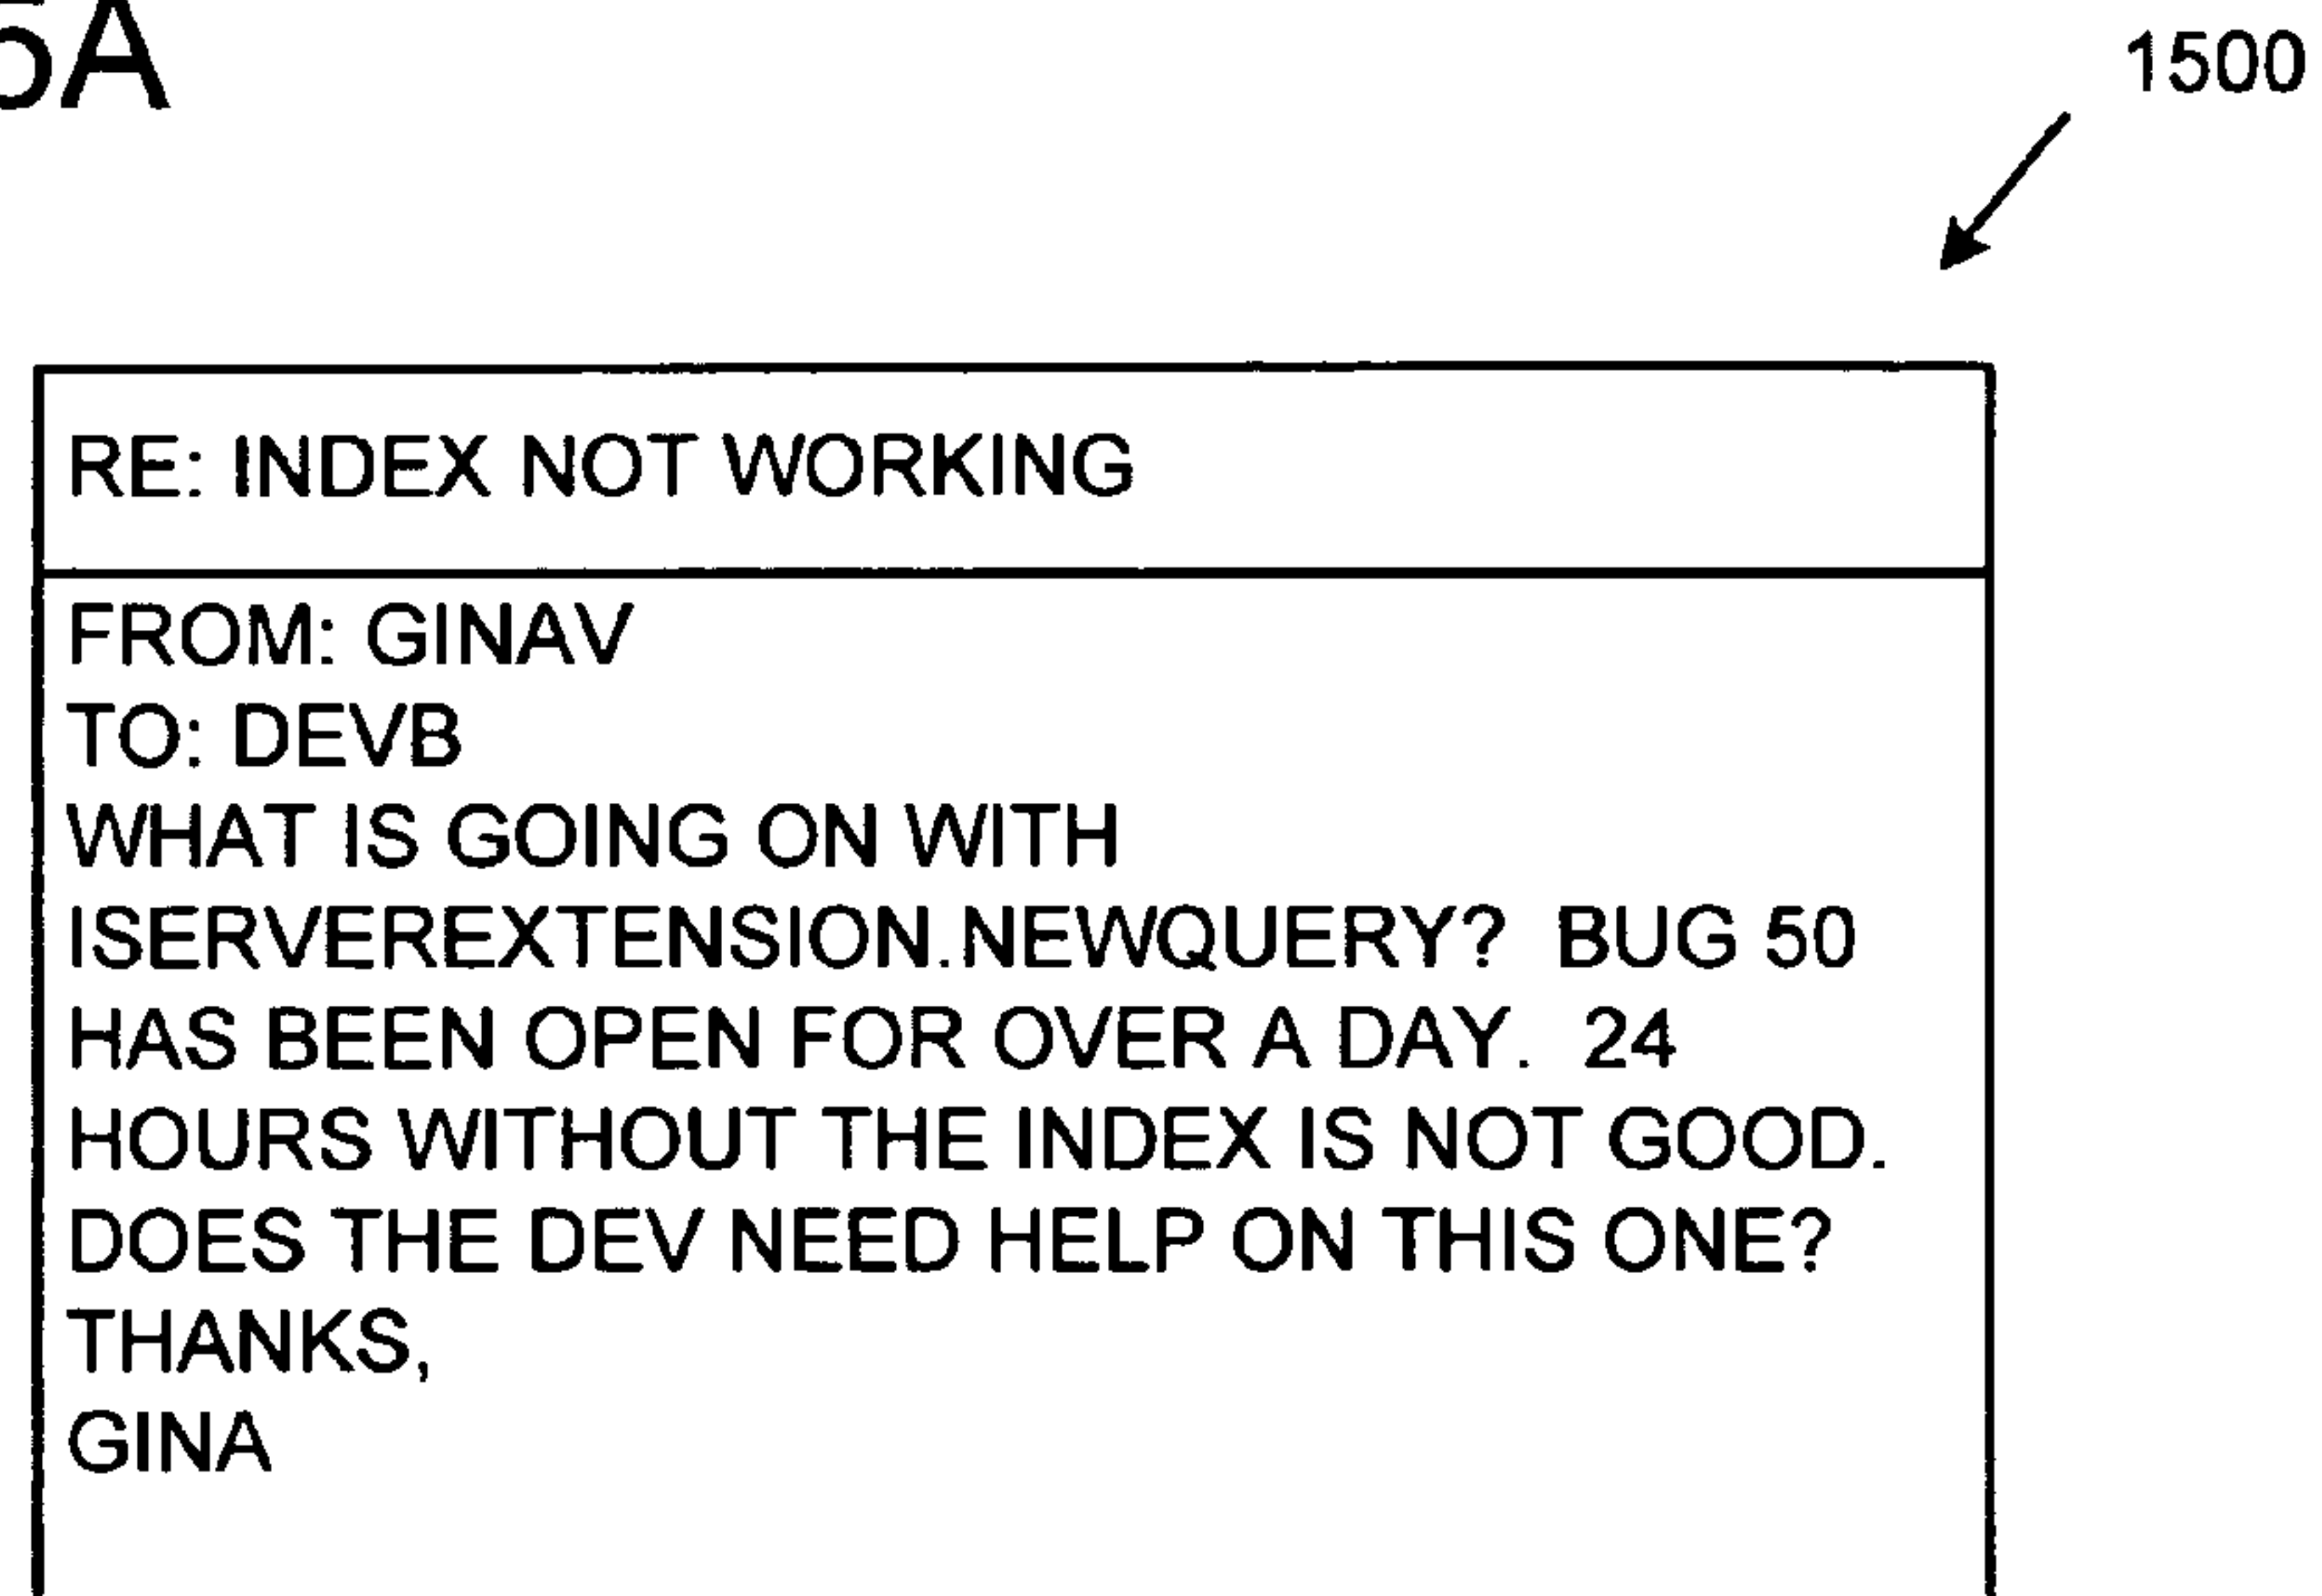 5A
1500
RE: INDEX NOT WORKING
FROM: GINAV
TO: DEVB
WHAT IS GOING ON WITH
ISERVEREXTENSION.NEWQUERY?  BUG 50
HAS BEEN OPEN FOR OVER A DAY.  24
HOURS WITHOUT THE INDEX IS NOT GOOD.
DOES THE DEV NEED HELP ON THIS ONE?
THANKS,
GINA